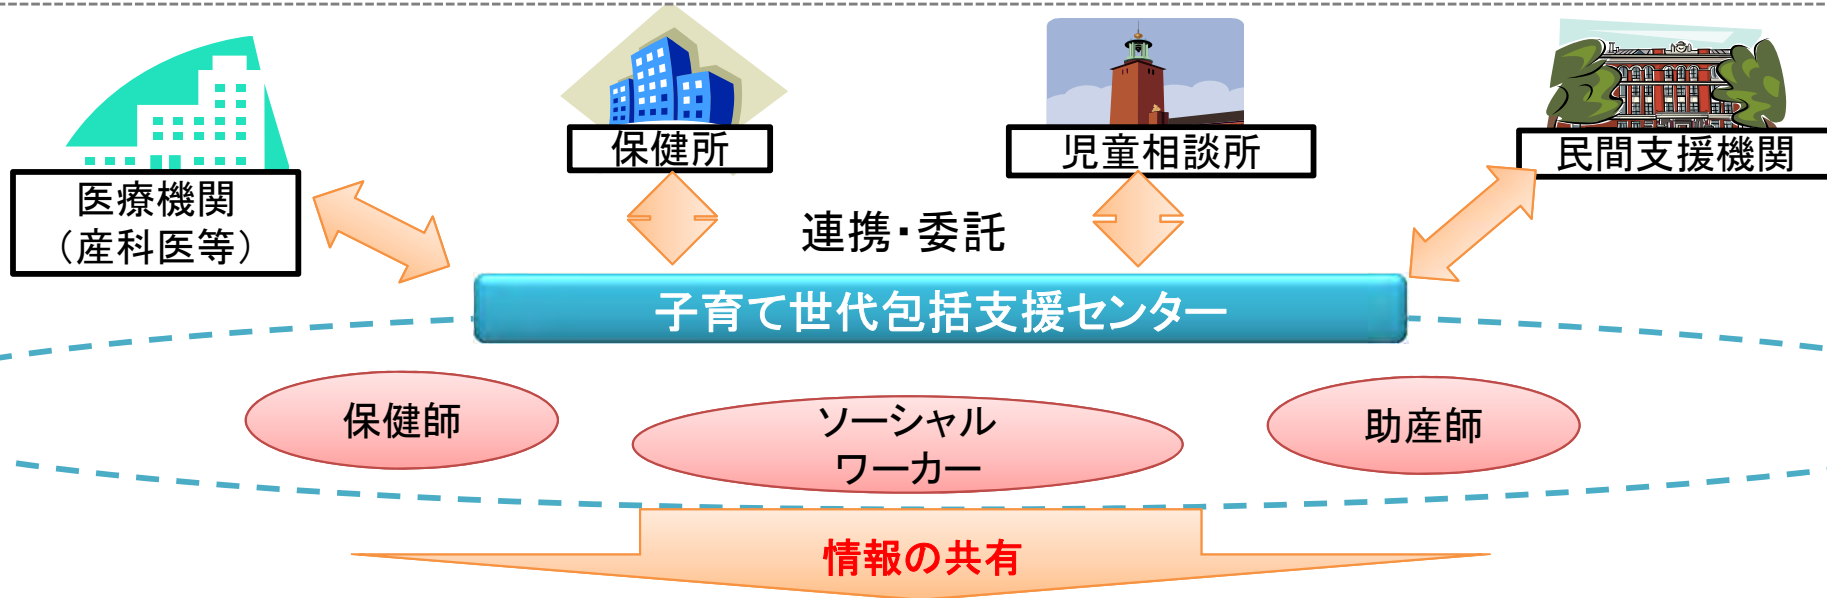 保健所
児童相談所
民間支援機関
医療機関
（産科医等）
連携・委託
子育て世代包括支援センター
保健師
ソーシャル
ワーカー
助産師
情報の共有